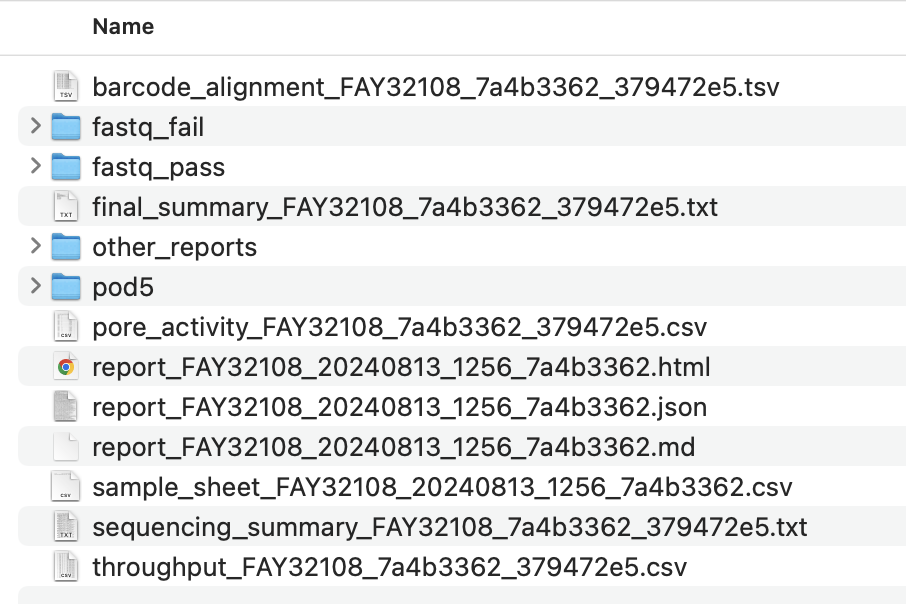 Name
barcode_alignment_FAY32108_7a4b3362_379472e5.tsv
fastq_fail
fastq_pass
final_summary_FAY32108_7a4b3362_379472e5.txt
other_reports
pod5
pore_activity_FAY32108_7a4b3362_379472e5.csv
report_FAY32108_20240813_1256_7a4b3362.html
report_FAY32108_20240813_1256_7a4b3362.json
report_FAY32108_20240813_1256_7a4b3362.md
sample_sheet_FAY32108_20240813_1256_7a4b3362.csv
sequencing_summary_FAY32108_7a4b3362_379472e5.txt
throughput_FAY32108_7a4b3362_379472e5.csv